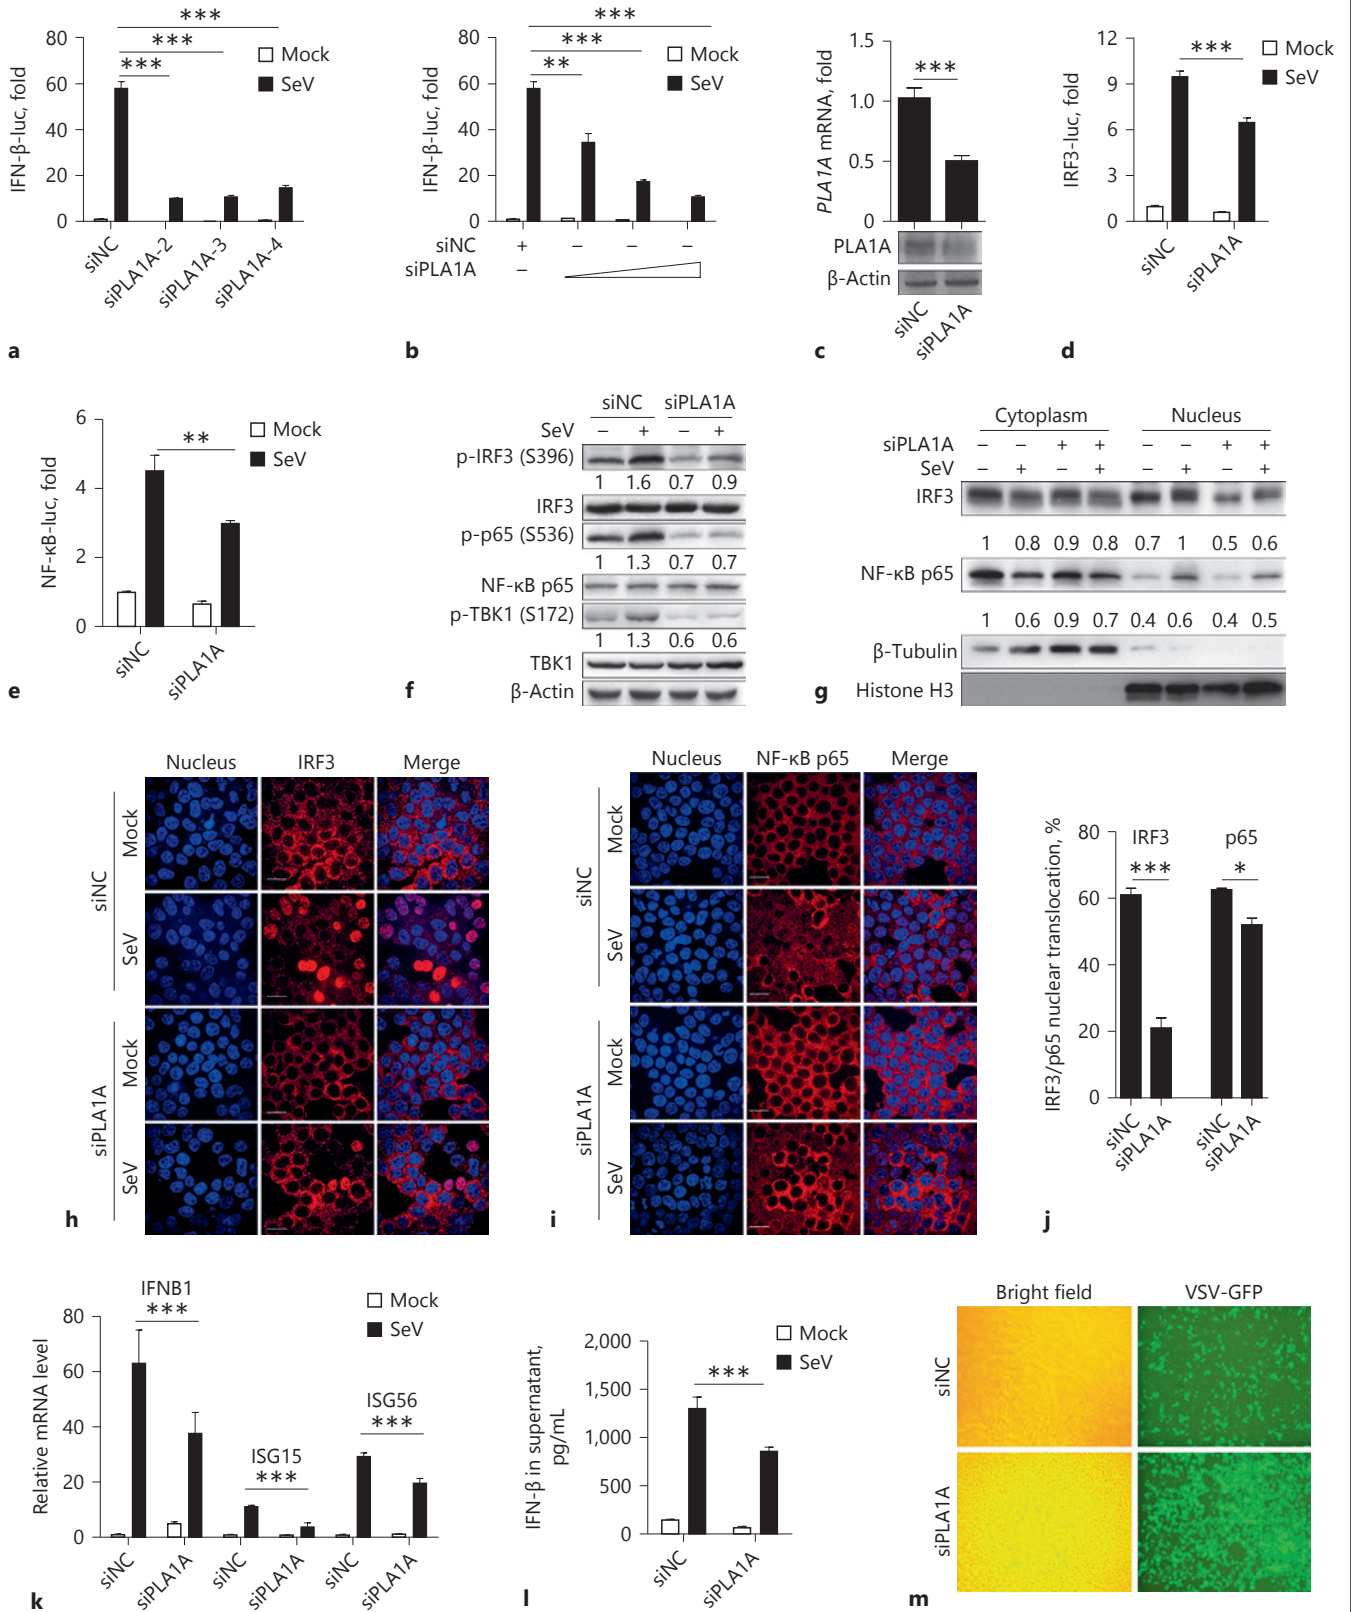 ***
***
***
80
60
40
20
0
IFN-β-luc, fold
Mock
SeV
siNC
siPLA1A-2
siPLA1A-3
siPLA1A-4
a
***
***
**
80
60
40
20
0
IFN-β-luc, fold
Mock
SeV
siNC + – – –
siPLA1A –
b
1.5
1.0
0.5
0
PLA1A mRNA, fold
***
PLA1A
β-Actin
siNC
siPLA1A
c
12
9
6
3
0
IRF3-luc, fold
***
Mock
SeV
siNC
siPLA1A
d
6
4
2
0
NF-κB-luc, fold
**
Mock
SeV
siNC
siPLA1A
e
siNC siPLA1A
SeV – + – +
p-IRF3 (S396)
1 1.6 0.7 0.9
IRF3
p-p65 (S536)
1 1.3 0.7 0.7
NF-κB p65
p-TBK1 (S172)
1 1.3 0.6 0.6
TBK1
β-Actin
f
Cytoplasm Nucleus
siPLA1A – – + + – – + +
SeV – + – + – + – +
IRF3
1 0.8 0.9 0.8 0.7 1 0.5 0.6
NF-κB p65
1 0.6 0.9 0.7 0.4 0.6 0.4 0.5
β-Tubulin
Histone H3
g
Nucleus IRF3 Merge
siNC
Mock
SeV
siPLA1A
Mock
SeV
h
Nucleus NF-κB p65 Merge
siNC
Mock
SeV
siPLA1A
Mock
SeV
i
80
60
40
20
0
IRF3/p65 nuclear translocation, %
IRF3 p65
*** *
siNC
siPLA1A
siNC
siPLA1A
j
80
60
40
20
0
Relative mRNA level
IFNB1
***
ISG15
***
ISG56
***
Mock
SeV
siNC
siPLA1A
siNC
siPLA1A
siNC
siPLA1A
k
2,000
1,500
1,000
500
0
IFN-β in supernatant,
pg/mL
***
Mock
SeV
siNC
siPLA1A
l
Bright field VSV-GFP
siNC
siPLA1A
m